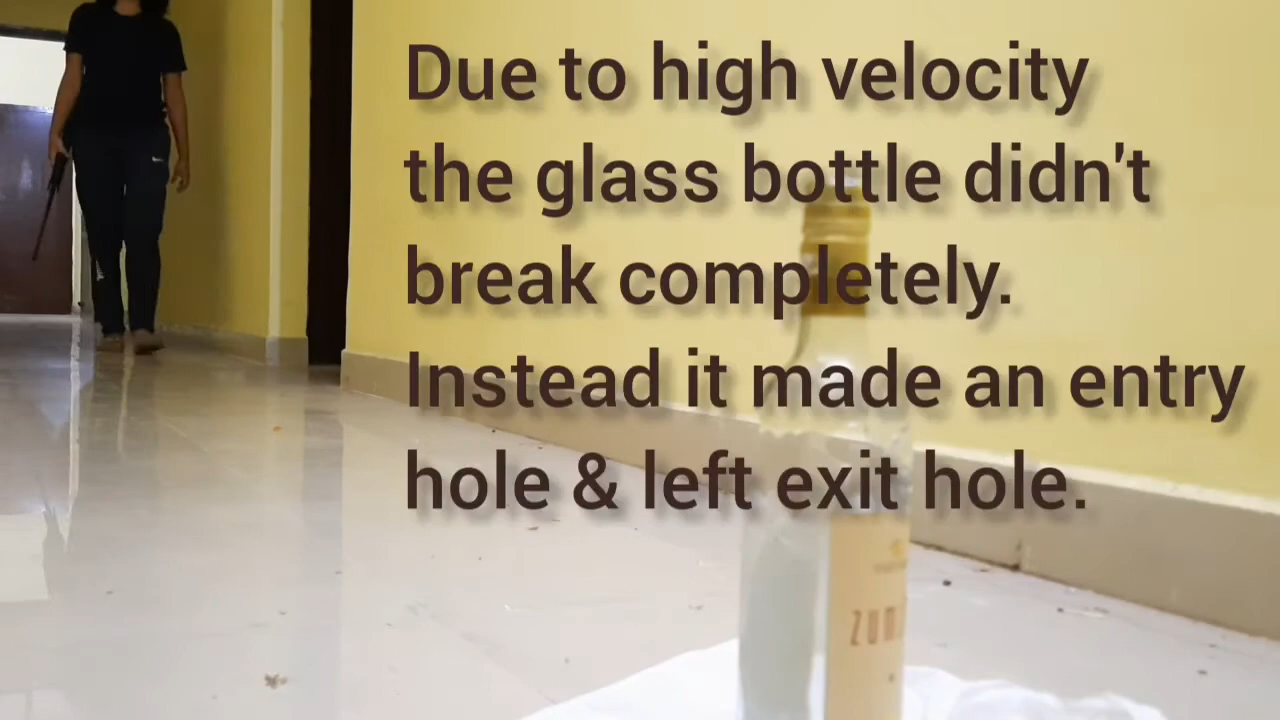 Due to high velocity
the glass bottle didn't
break completely.
Instead it made an entry
hole & left exit hole.